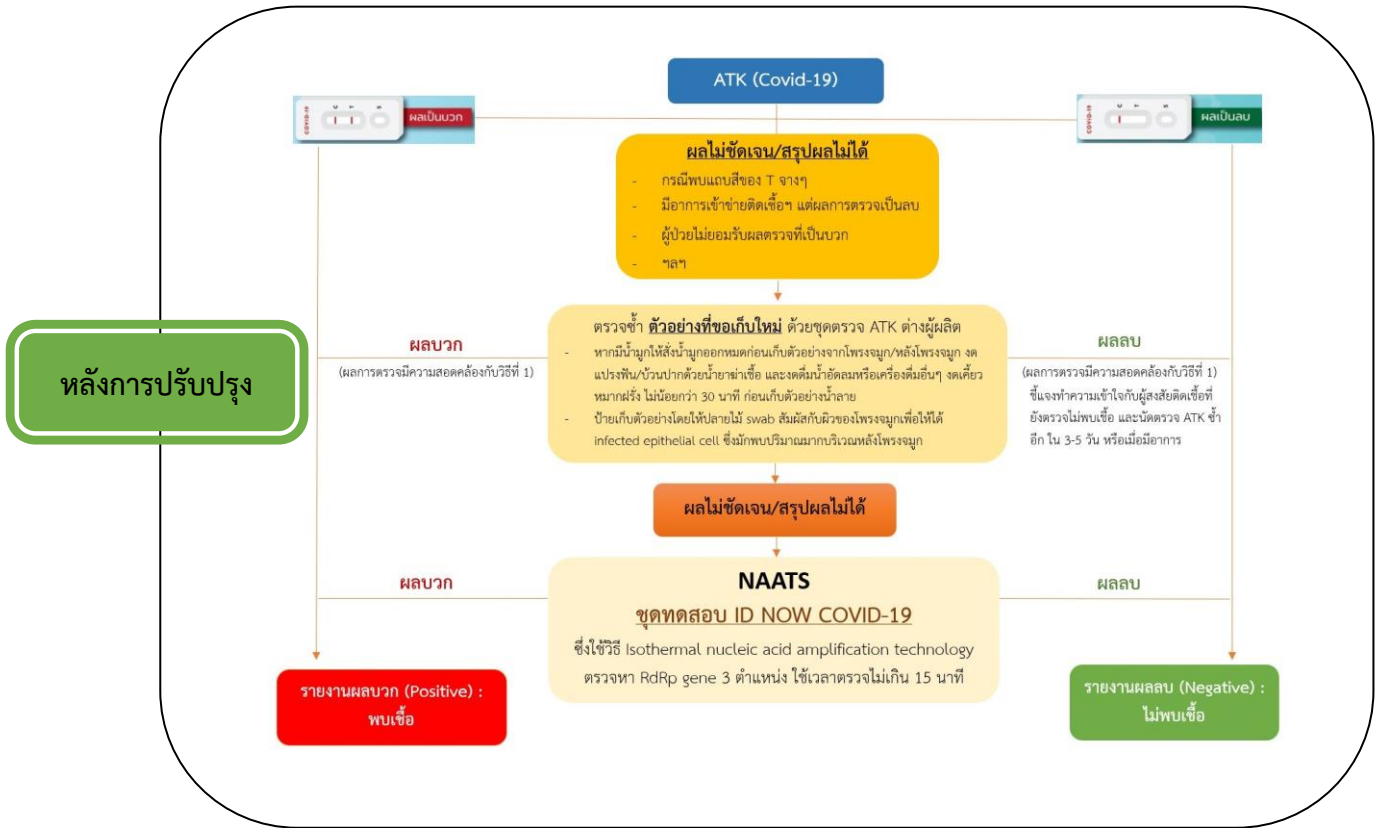 ATK (Covid-19)
COVID-19
C T S
ผลเป็นบวก
COVID-19
C T S
ผลเป็นลบ
ผลไม่ชัดเจน/สรุปผลไม่ได้
- กรณีพบแถบสีของ T จางๆ
- มีอาการเข้าข่ายติดเชื้อฯ แต่ผลการตรวจเป็นลบ
- ผู้ป่วยไม่ยอมรับผลตรวจที่เป็นบวก
- ฯลฯ
หลังการปรับปรุง
ผลบวก
(ผลการตรวจมีความสอดคล้องกับวิธีที่ 1)
ตรวจซ้ำ ตัวอย่างที่ขอเก็บใหม่ ด้วยชุดตรวจ ATK ต่างผู้ผลิต
- หากมีน้ำมูกให้สั่งน้ำมูกออกหมดก่อนเก็บตัวอย่างจากโพรงจมูก/หลังโพรงจมูก งด
แปรงฟัน/บ้วนปากด้วยน้ำยาฆ่าเชื้อ และงดดื่มน้ำอัดลมหรือเครื่องดื่มอื่นๆ งดเคี้ยว
หมากฝรั่ง ไม่น้อยกว่า 30 นาที ก่อนเก็บตัวอย่างน้ำลาย
- ป้ายเก็บตัวอย่างโดยให้ปลายไม้ swab สัมผัสกับผิวของโพรงจมูกเพื่อให้ได้
infected epithelial cell ซึ่งมักพบปริมาณมากบริเวณหลังโพรงจมูก
ผลลบ
(ผลการตรวจมีความสอดคล้องกับวิธีที่ 1)
ชี้แจงทำความเข้าใจกับผู้สงสัยติดเชื้อที่
ยังตรวจไม่พบเชื้อ และนัดตรวจ ATK ซ้ำ
อีก ใน 3-5 วัน หรือเมื่อมีอาการ
ผลไม่ชัดเจน/สรุปผลไม่ได้
ผลบวก
NAATS
ชุดทดสอบ ID NOW COVID-19
ซึ่งใช้วิธี Isothermal nucleic acid amplification technology
ตรวจหา RdRp gene 3 ตำแหน่ง ใช้เวลาตรวจไม่เกิน 15 นาที
ผลลบ
รายงานผลบวก (Positive) :
พบเชื้อ
รายงานผลลบ (Negative) :
ไม่พบเชื้อ